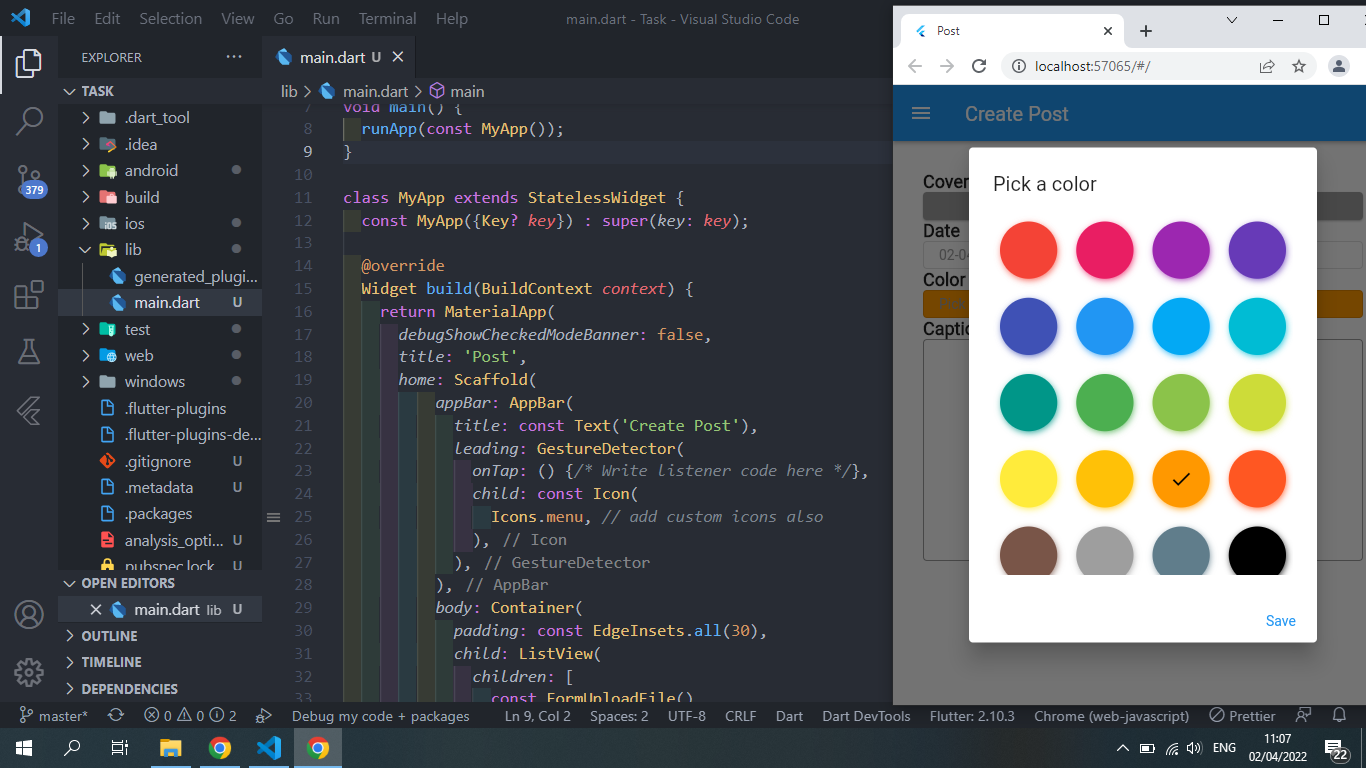 File Edit Selection View Go Run Terminal Help
main.dart - Task - Visual Studio Code
EXPLORER
TASK
.dart_tool
.idea
android
build
ios
lib
generated_plugi...
main.dart U
test
web
windows
.flutter-plugins
.flutter-plugins-de...
.gitignore U
.metadata U
.packages
analysis_opti... U
pubspec.lock
OPEN EDITORS
main.dart lib U
OUTLINE
TIMELINE
DEPENDENCIES
379
1
main.dart U
lib > main.dart > main
7 void main() {
8 runApp(const MyApp());
9 }
10
11 class MyApp extends StatelessWidget {
12 const MyApp({Key? key}) : super(key: key);
13
14 @override
15 Widget build(BuildContext context) {
16 return MaterialApp(
17 debugShowCheckedModeBanner: false,
18 title: 'Post',
19 home: Scaffold(
20 appBar: AppBar(
21 title: const Text('Create Post'),
22 leading: GestureDetector(
23 onTap: () {/* Write listener code here */},
24 child: const Icon(
25 Icons.menu, // add custom icons also
26 ), // Icon
27 ), // GestureDetector
28 ), // AppBar
29 body: Container(
30 padding: const EdgeInsets.all(30),
31 child: ListView(
32 children: [
33 const FormUploadFile()
Post
localhost:57065/#/
Create Post
Cover
Date
02-04
Color
Pick
Captio
Pick a color
Save
master*
0 0 2
Debug my code + packages
Ln 9, Col 2
Spaces: 2
UTF-8
CRLF
Dart
Dart DevTools
Flutter: 2.10.3
Chrome (web-javascript)
Prettier
ENG
11:07
02/04/2022
22